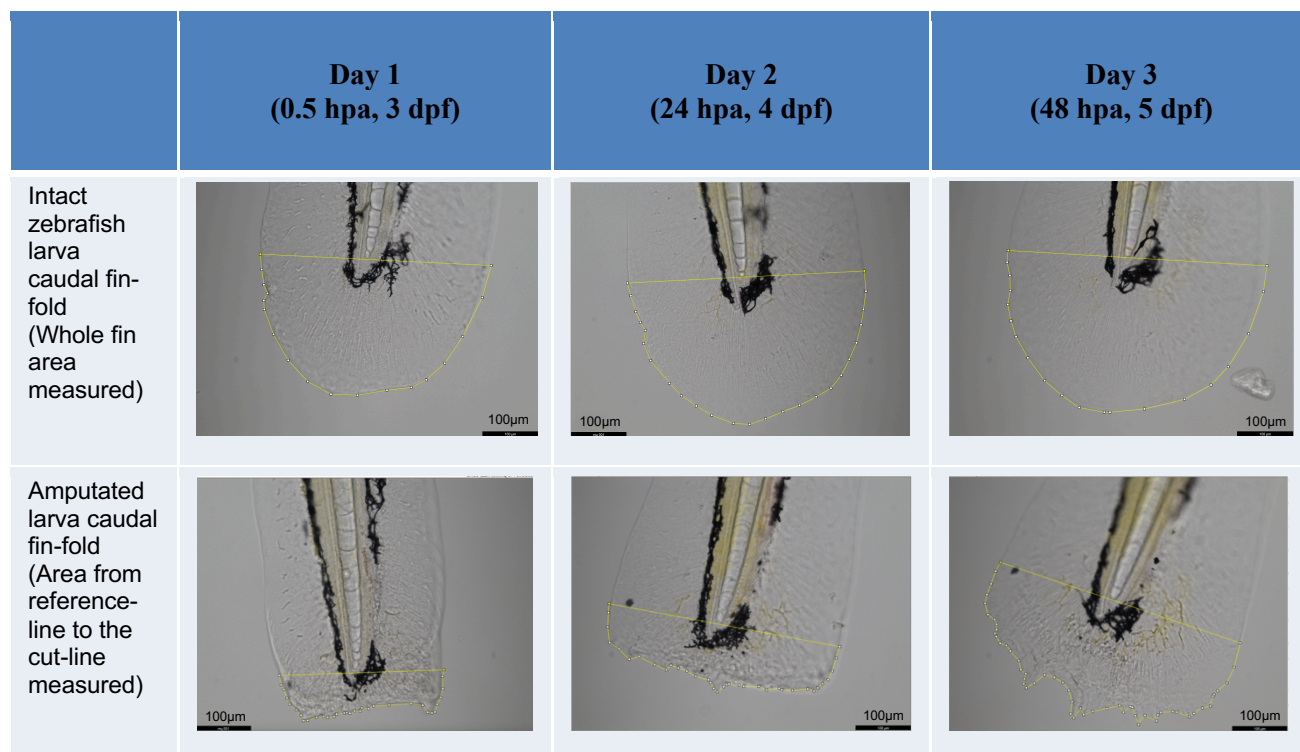 Day 1
(0.5 hpa, 3 dpf)
Day 2
(24 hpa, 4 dpf)
Day 3
(48 hpa, 5 dpf)
Intact
zebrafish
larva
caudal fin-
fold
(Whole fin
area
measured)
100µm
100µm
100µm
Amputated
larva caudal
fin-fold
(Area from
reference-
line to the
cut-line
measured)
100µm
100µm
100µm